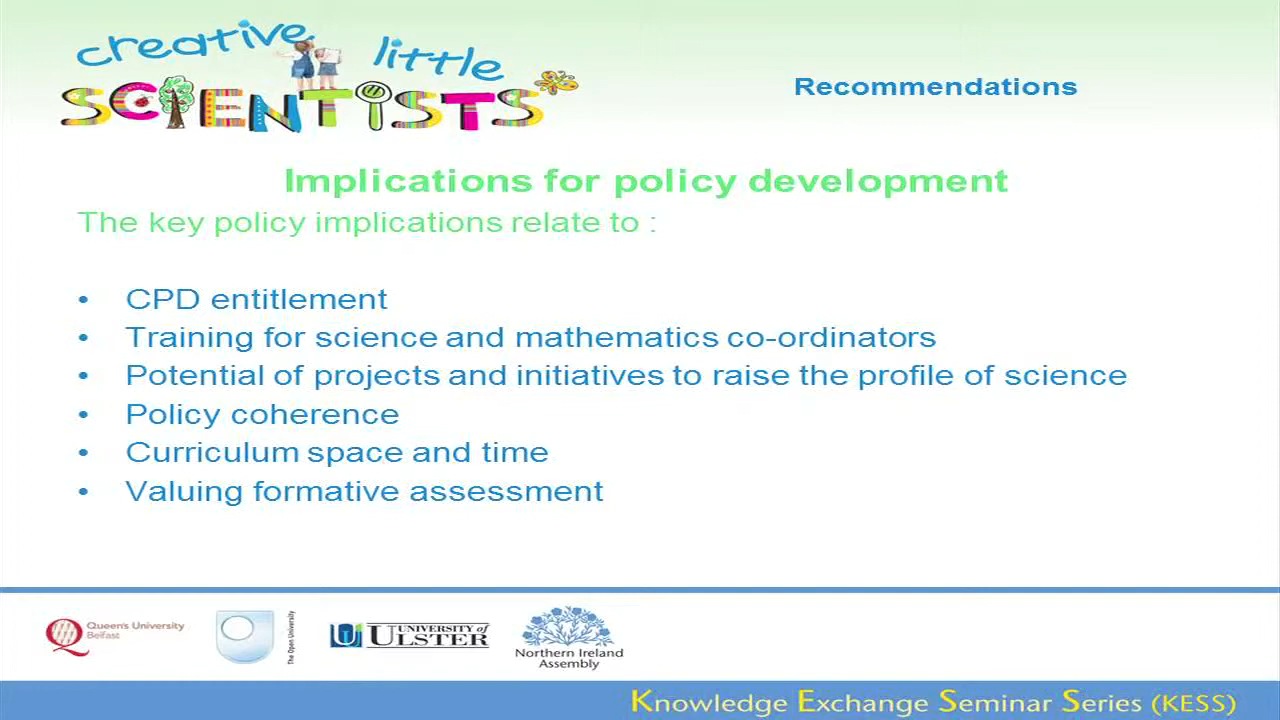 creative little
SCIENTISTS
Recommendations
Implications for policy development
The key policy implications relate to :
• CPD entitlement
• Training for science and mathematics co-ordinators
• Potential of projects and initiatives to raise the profile of science
• Policy coherence
• Curriculum space and time
• Valuing formative assessment
Queen's University
Belfast
The Open University
UNIVERSITY of
ULSTER
Northern Ireland
Assembly
Knowledge Exchange Seminar Series (KESS)